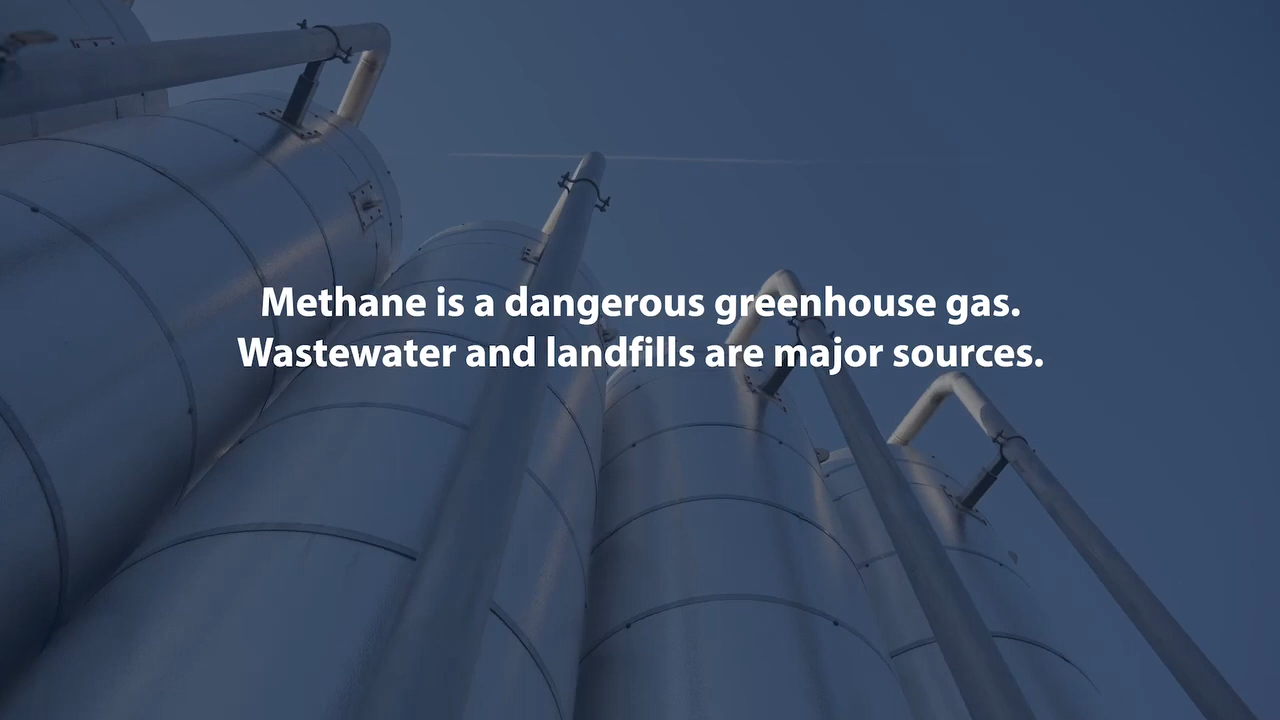 Methane is a dangerous greenhouse gas.
Wastewater and landfills are major sources.